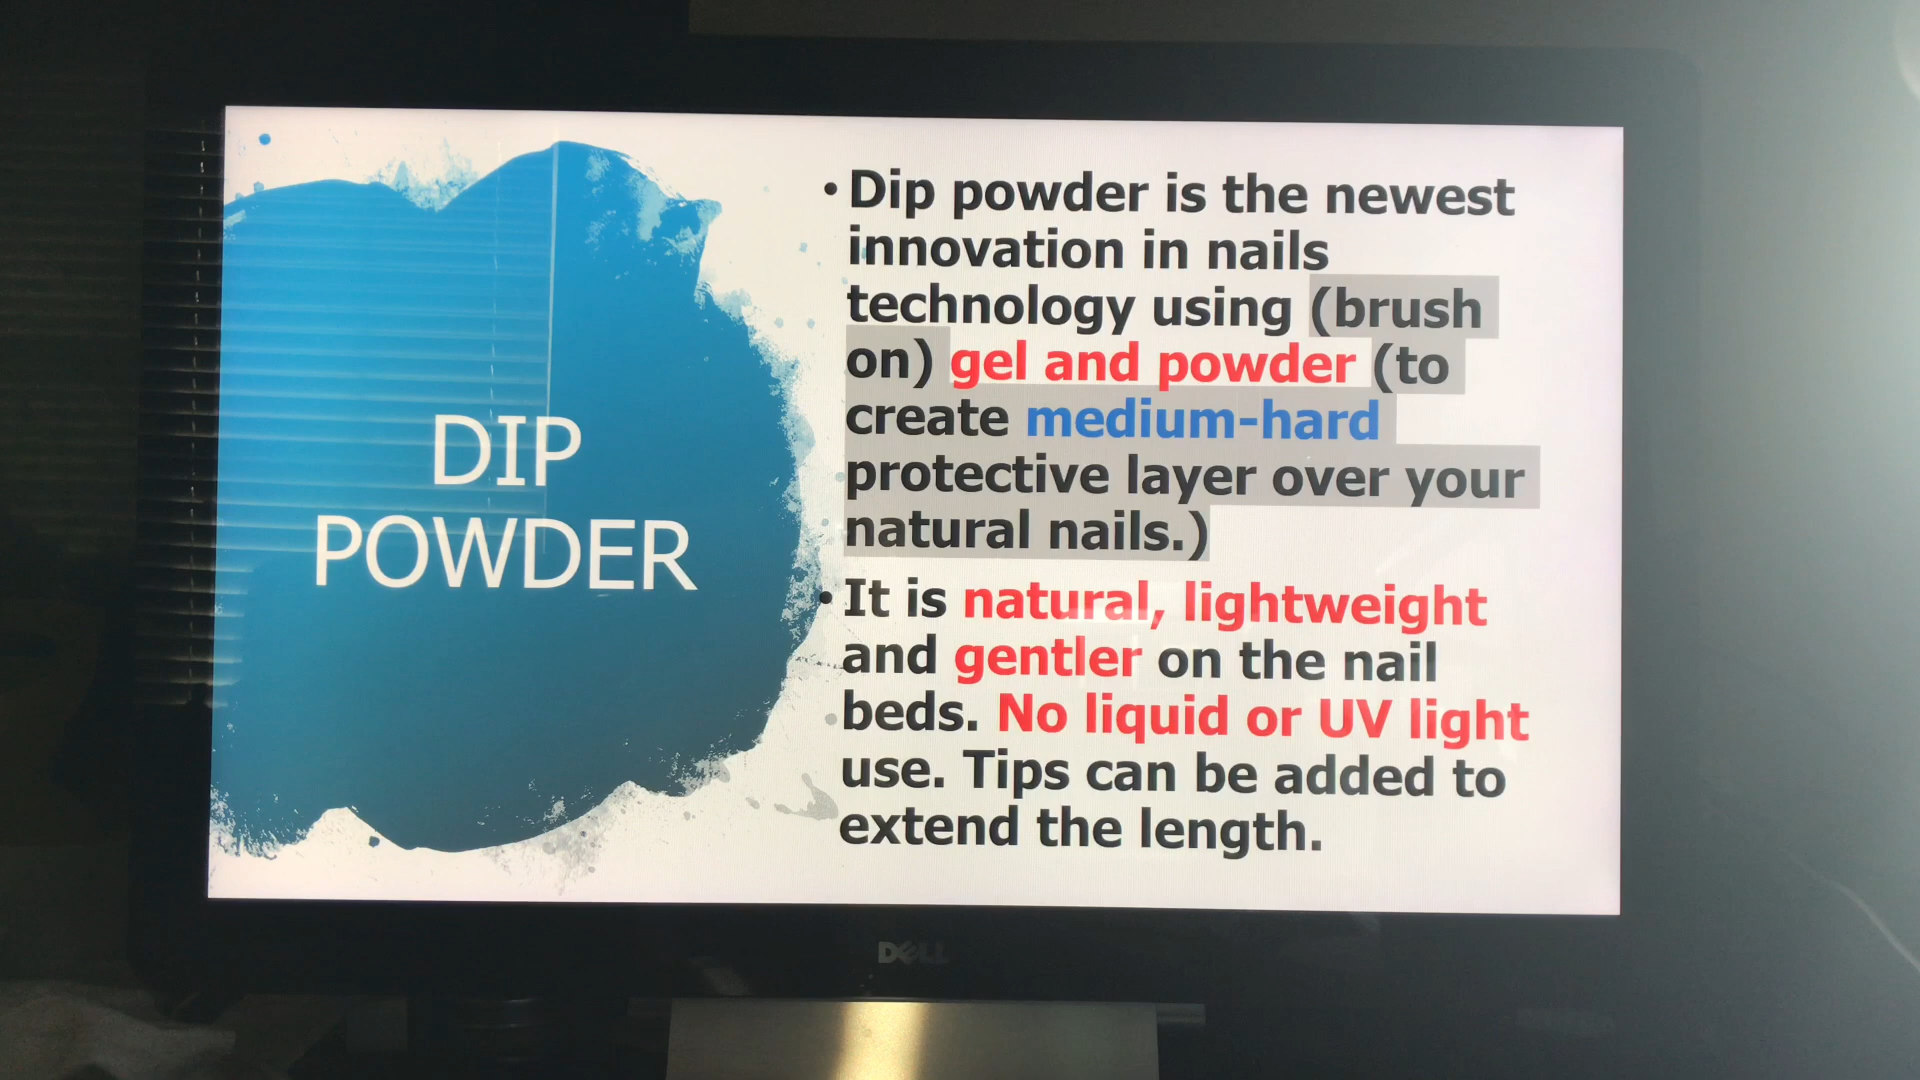 DIP
POWDER
• Dip powder is the newest
innovation in nails
technology using (brush
on) gel and powder (to
create medium-hard
protective layer over your
natural nails.)
• It is natural, lightweight
and gentler on the nail
beds. No liquid or UV light
use. Tips can be added to
extend the length.
DELL